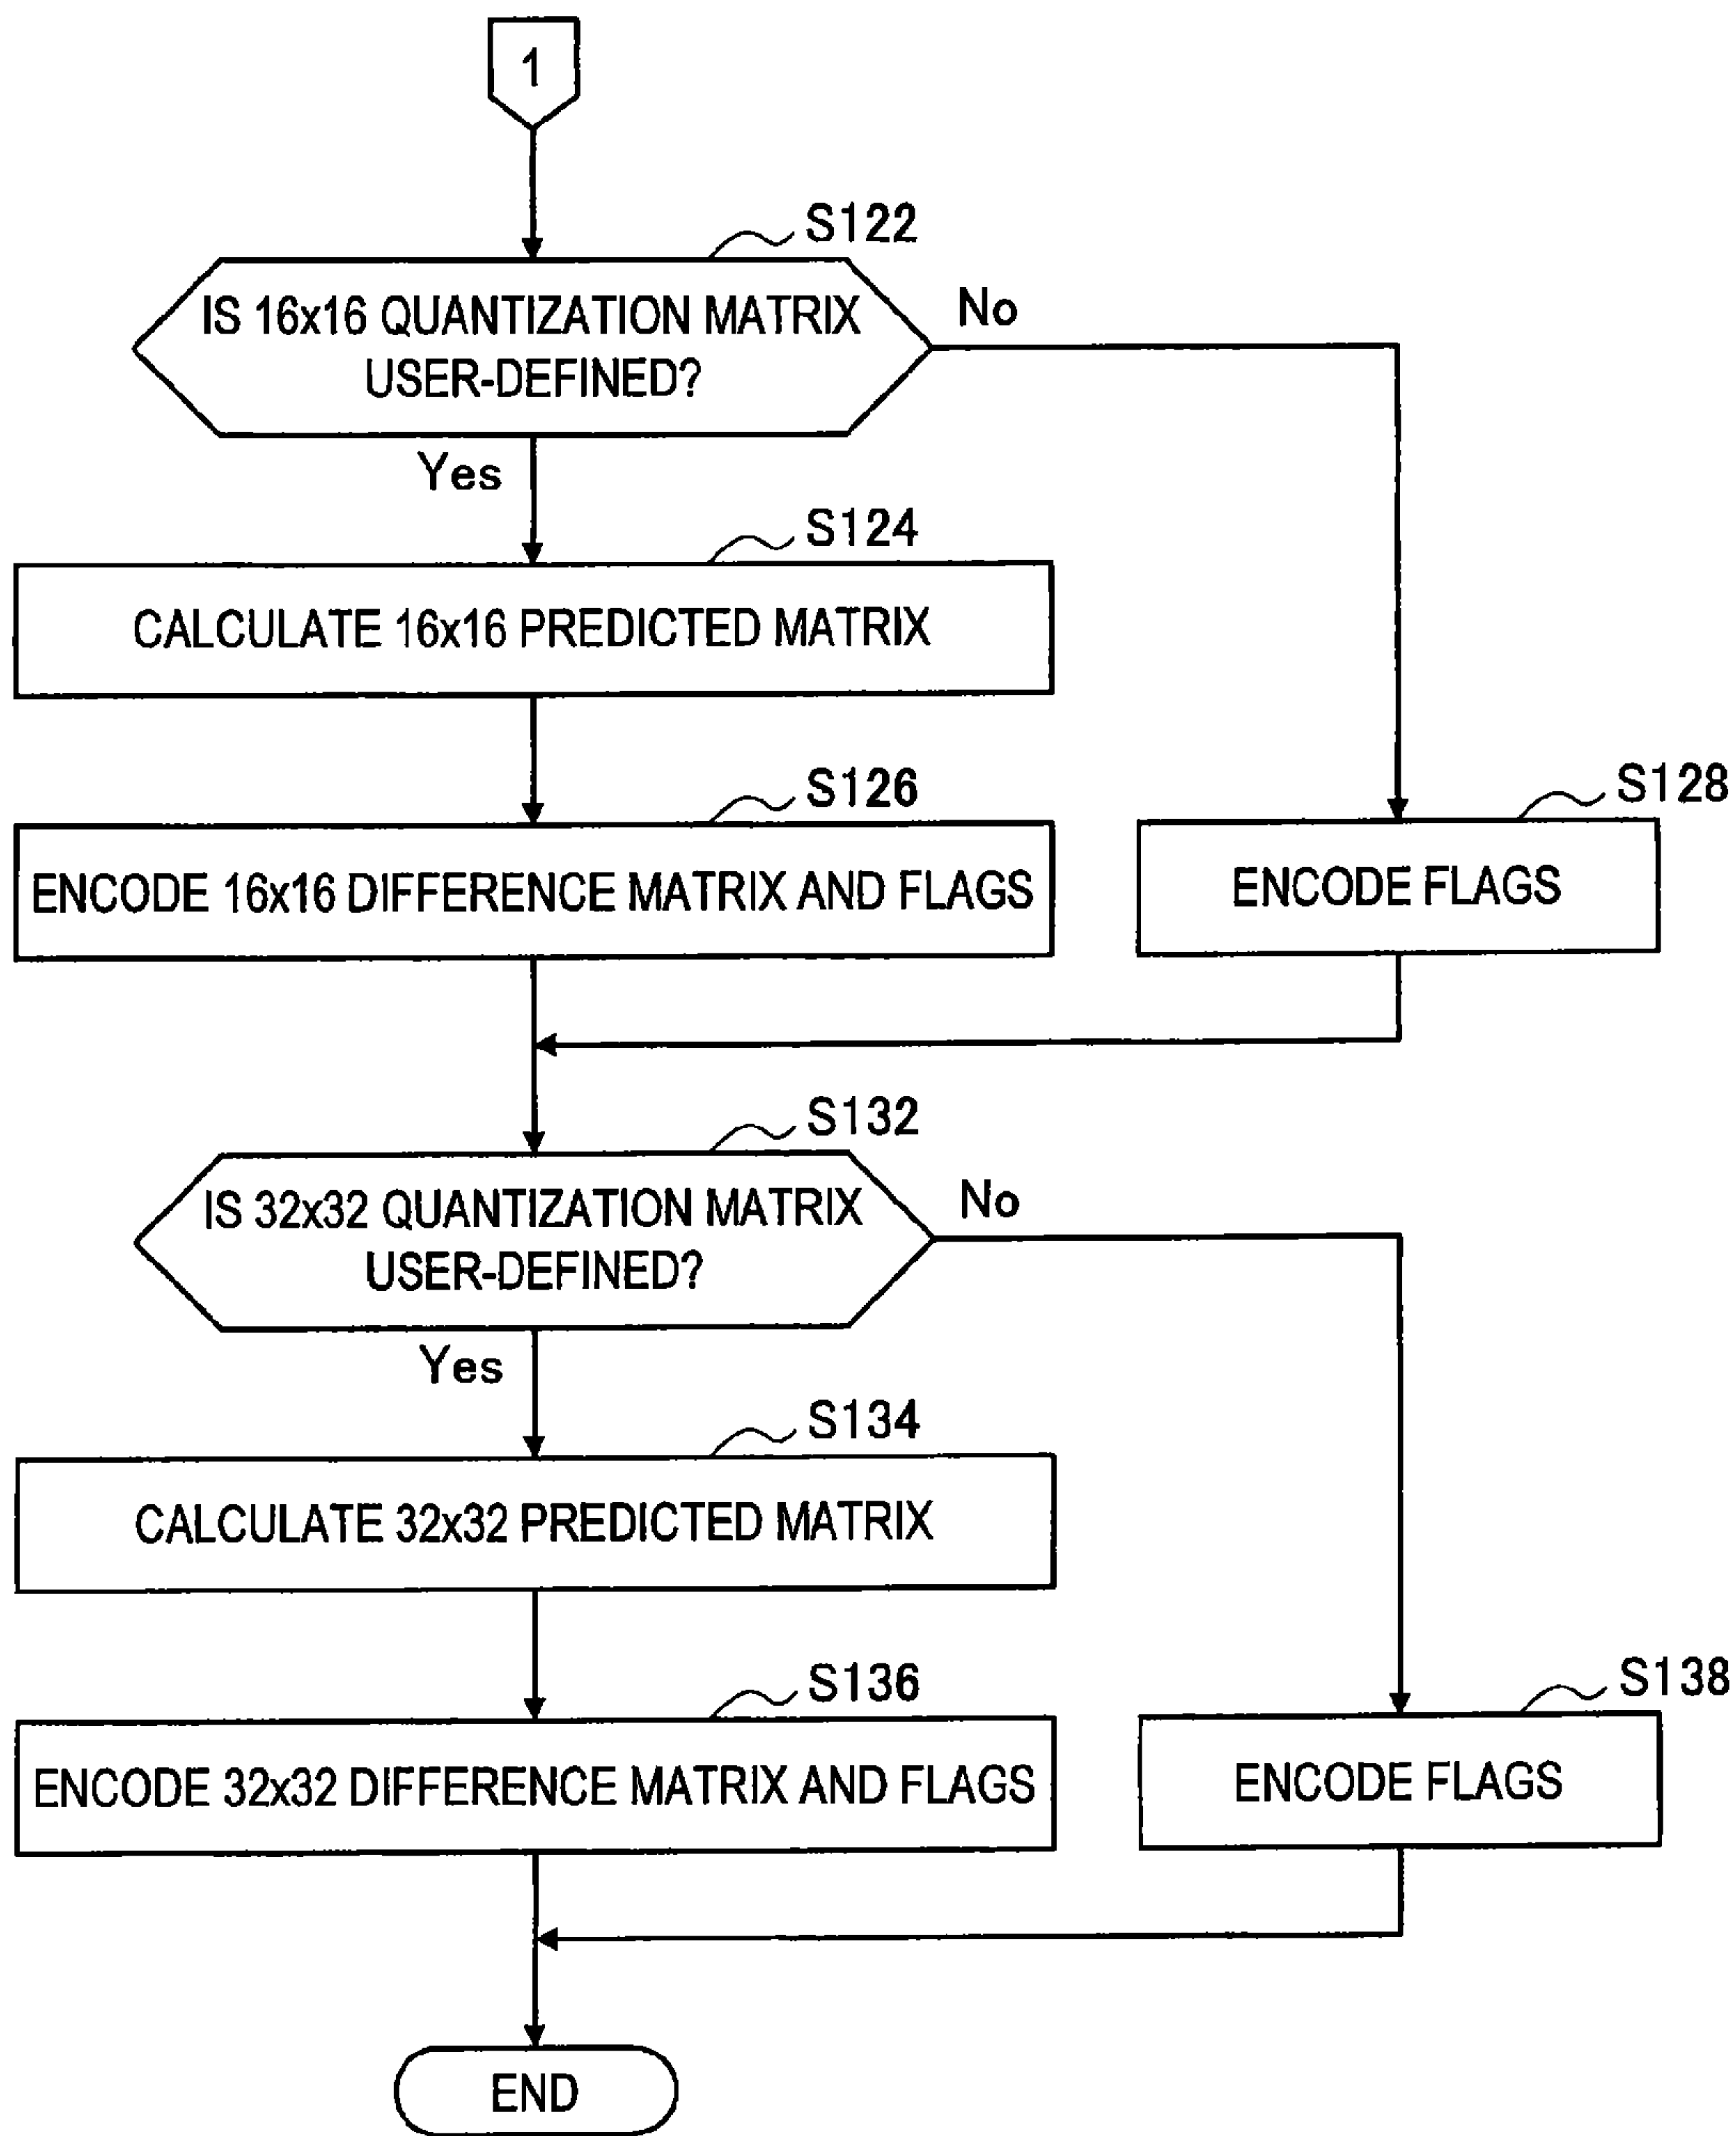 1
S122
IS 16x16 QUANTIZATION MATRIX
USER-DEFINED?
No
Yes
S124
CALCULATE 16x16 PREDICTED MATRIX
S126
ENCODE 16x16 DIFFERENCE MATRIX AND FLAGS
S128
ENCODE FLAGS
S132
IS 32x32 QUANTIZATION MATRIX
USER-DEFINED?
No
Yes
S134
CALCULATE 32x32 PREDICTED MATRIX
S136
ENCODE 32x32 DIFFERENCE MATRIX AND FLAGS
S138
ENCODE FLAGS
END